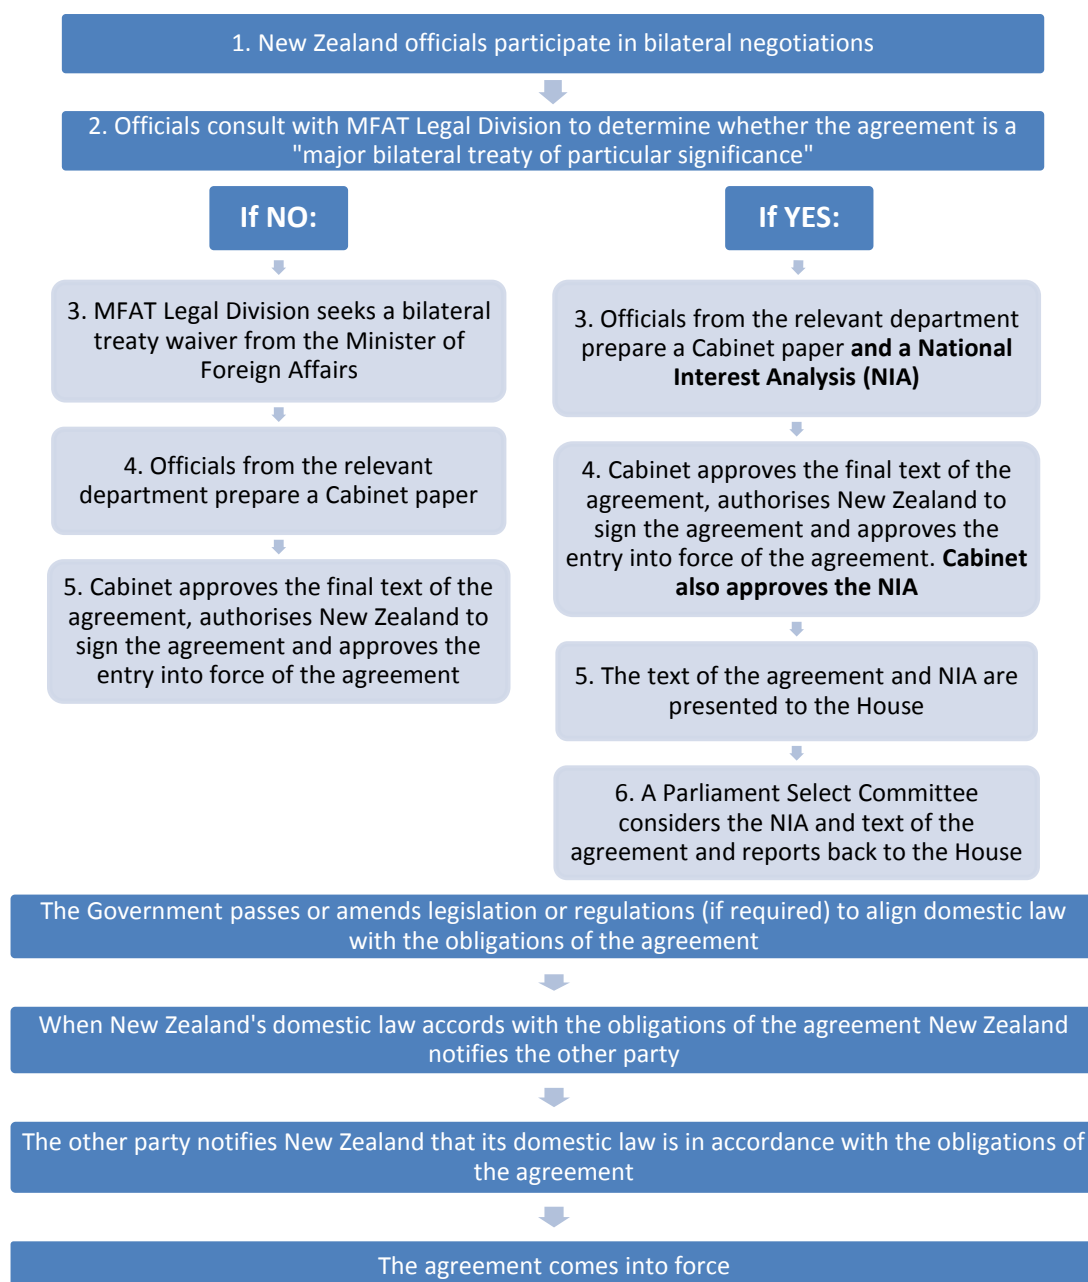 1. New Zealand officials participate in bilateral negotiations
2. Officials consult with MFAT Legal Division to determine whether the agreement is a
"major bilateral treaty of particular significance"
If NO:
3. MFAT Legal Division seeks a bilateral
treaty waiver from the Minister of
Foreign Affairs
4. Officials from the relevant
department prepare a Cabinet paper
5. Cabinet approves the final text of the
agreement, authorises New Zealand to
sign the agreement and approves the
entry into force of the agreement
If YES:
3. Officials from the relevant department
prepare a Cabinet paper and a National
Interest Analysis (NIA)
4. Cabinet approves the final text of the
agreement, authorises New Zealand to
sign the agreement and approves the
entry into force of the agreement. Cabinet
also approves the NIA
5. The text of the agreement and NIA are
presented to the House
6. A Parliament Select Committee
considers the NIA and text of the
agreement and reports back to the House
The Government passes or amends legislation or regulations (if required) to align domestic law
with the obligations of the agreement
When New Zealand's domestic law accords with the obligations of the agreement New Zealand
notifies the other party
The other party notifies New Zealand that its domestic law is in accordance with the obligations of
the agreement
The agreement comes into force